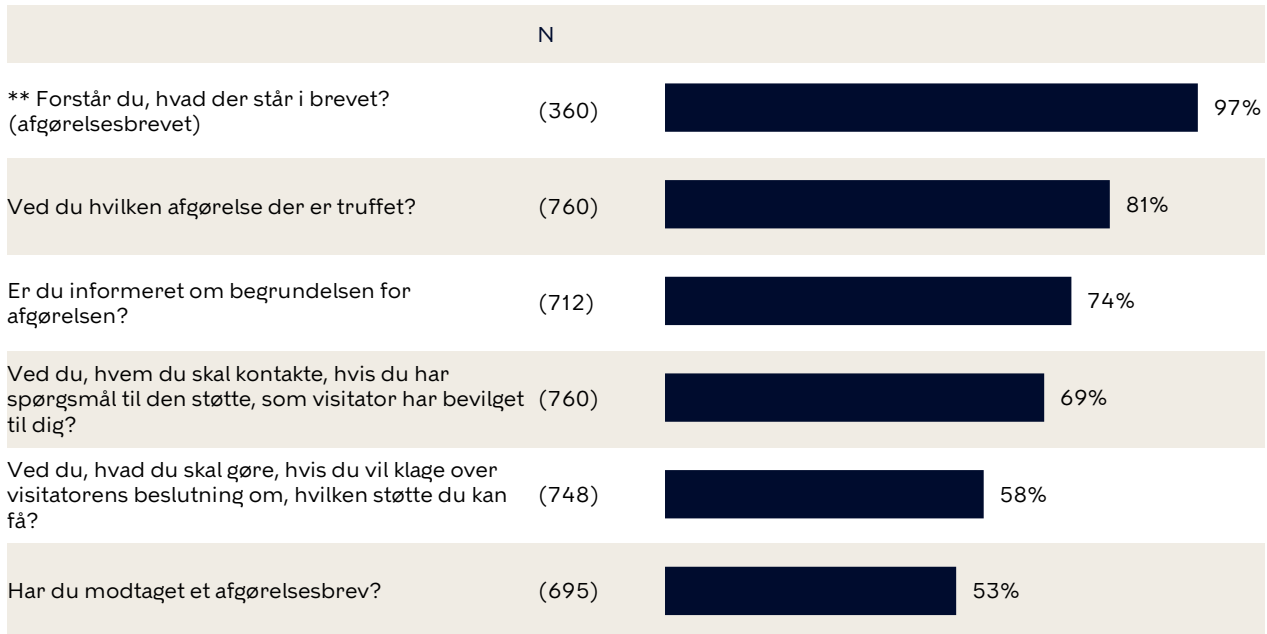 N
** Forstår du, hvad der står i brevet?
(afgørelsesbrevet)
(360)
97%
Ved du hvilken afgørelse der er truffet?
(760)
81%
Er du informeret om begrundelsen for
afgørelsen?
(712)
74%
Ved du, hvem du skal kontakte, hvis du har
spørgsmål til den støtte, som visitator har bevilget
til dig?
(760)
69%
Ved du, hvad du skal gøre, hvis du vil klage over
visitatorens beslutning om, hvilken støtte du kan
få?
(748)
58%
Har du modtaget et afgørelsesbrev?
(695)
53%